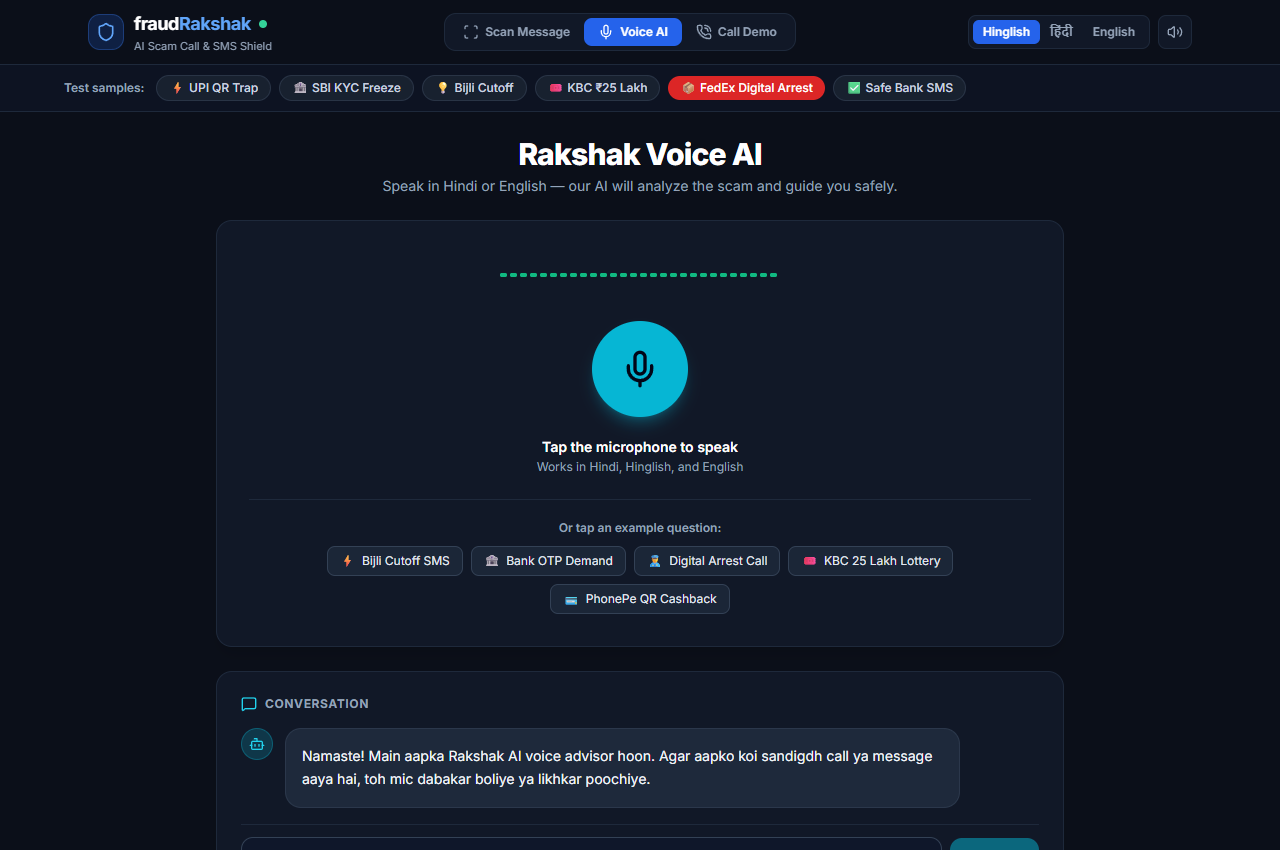 fraudRakshak
AI Scam Call & SMS Shield
Scan Message
Voice AI
Call Demo
Hinglish
हिंदी
English
Test samples:
UPI QR Trap
SBI KYC Freeze
Bijli Cutoff
KBC ₹25 Lakh
FedEx Digital Arrest
Safe Bank SMS
Rakshak Voice AI
Speak in Hindi or English — our AI will analyze the scam and guide you safely.
Tap the microphone to speak
Works in Hindi, Hinglish, and English
Or tap an example question:
Bijli Cutoff SMS
Bank OTP Demand
Digital Arrest Call
KBC 25 Lakh Lottery
PhonePe QR Cashback
CONVERSATION
Namaste! Main aapka Rakshak AI voice advisor hoon. Agar aapko koi sandigdh call ya message
aaya hai, toh mic dabakar boliye ya likhkar poochiye.